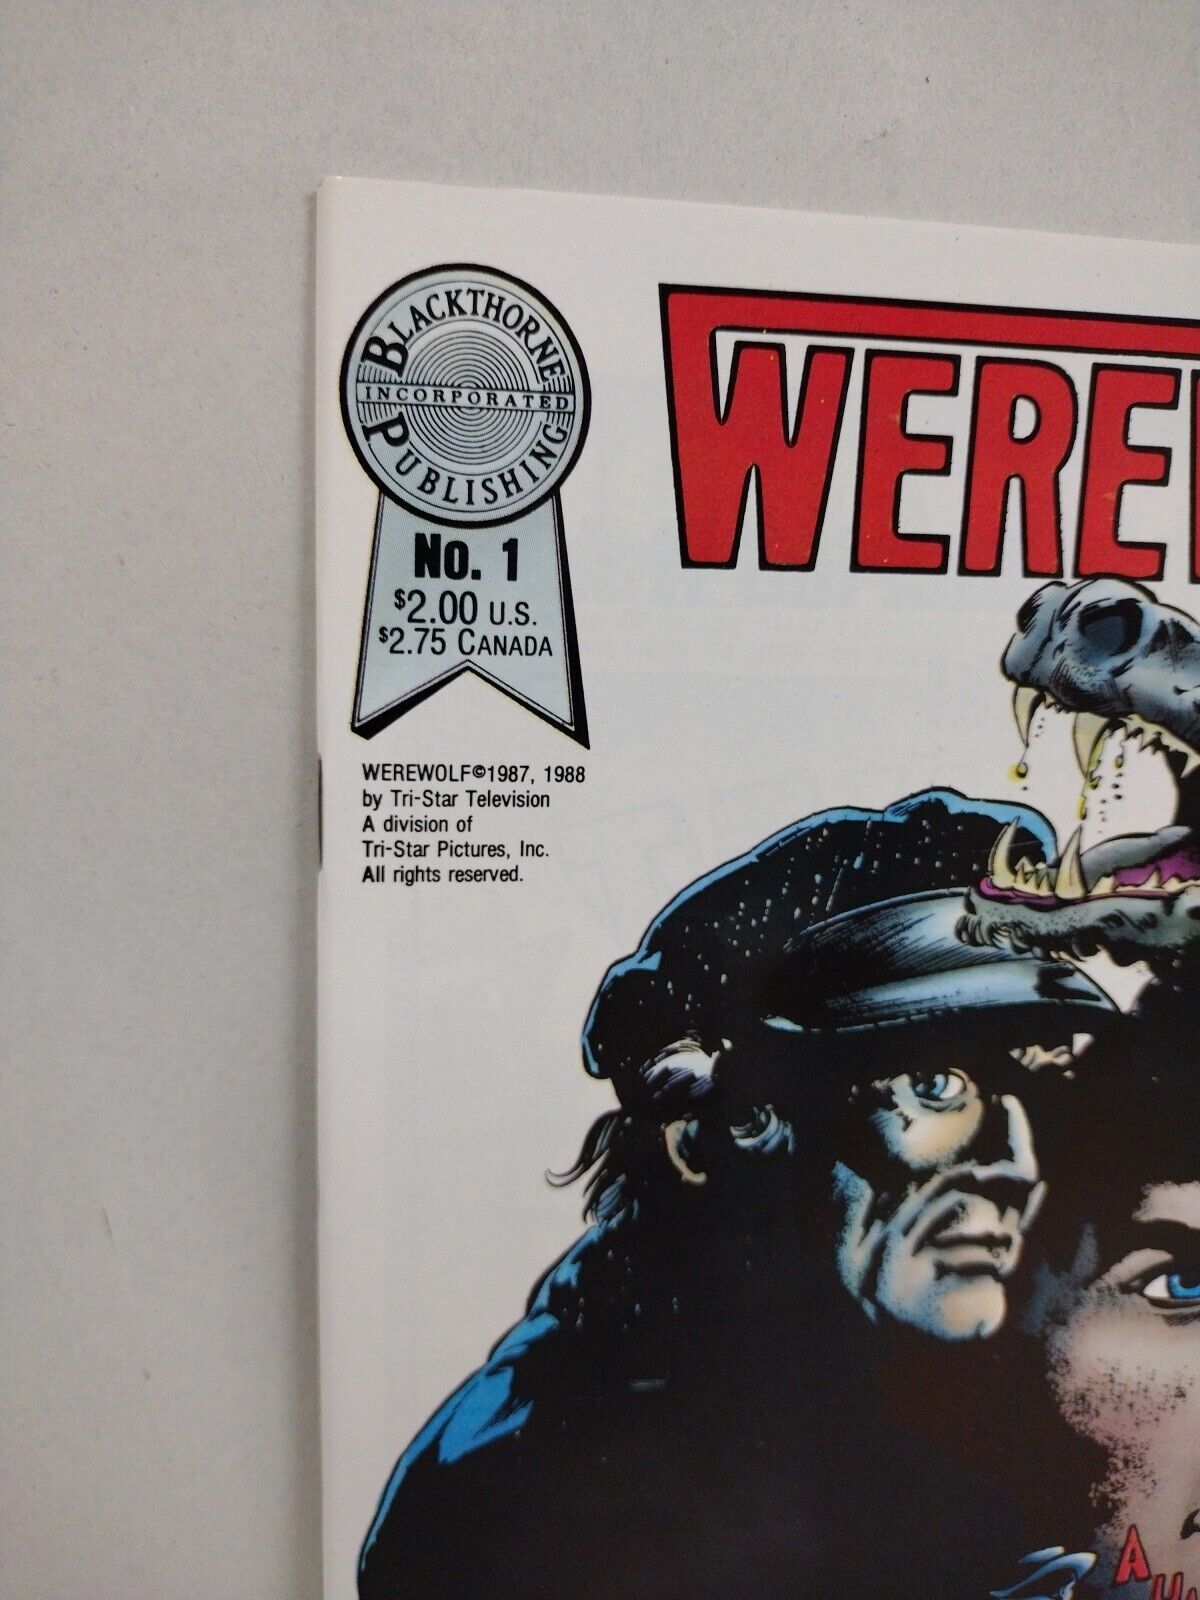 BLACKTHORNE
INCORPORATED
PUBLISHING
No. 1
$2.00 U.S.
$2.75 CANADA
WEREWOLF©1987, 1988
by Tri-Star Television
A division of
Tri-Star Pictures, Inc.
All rights reserved.
WERE
A